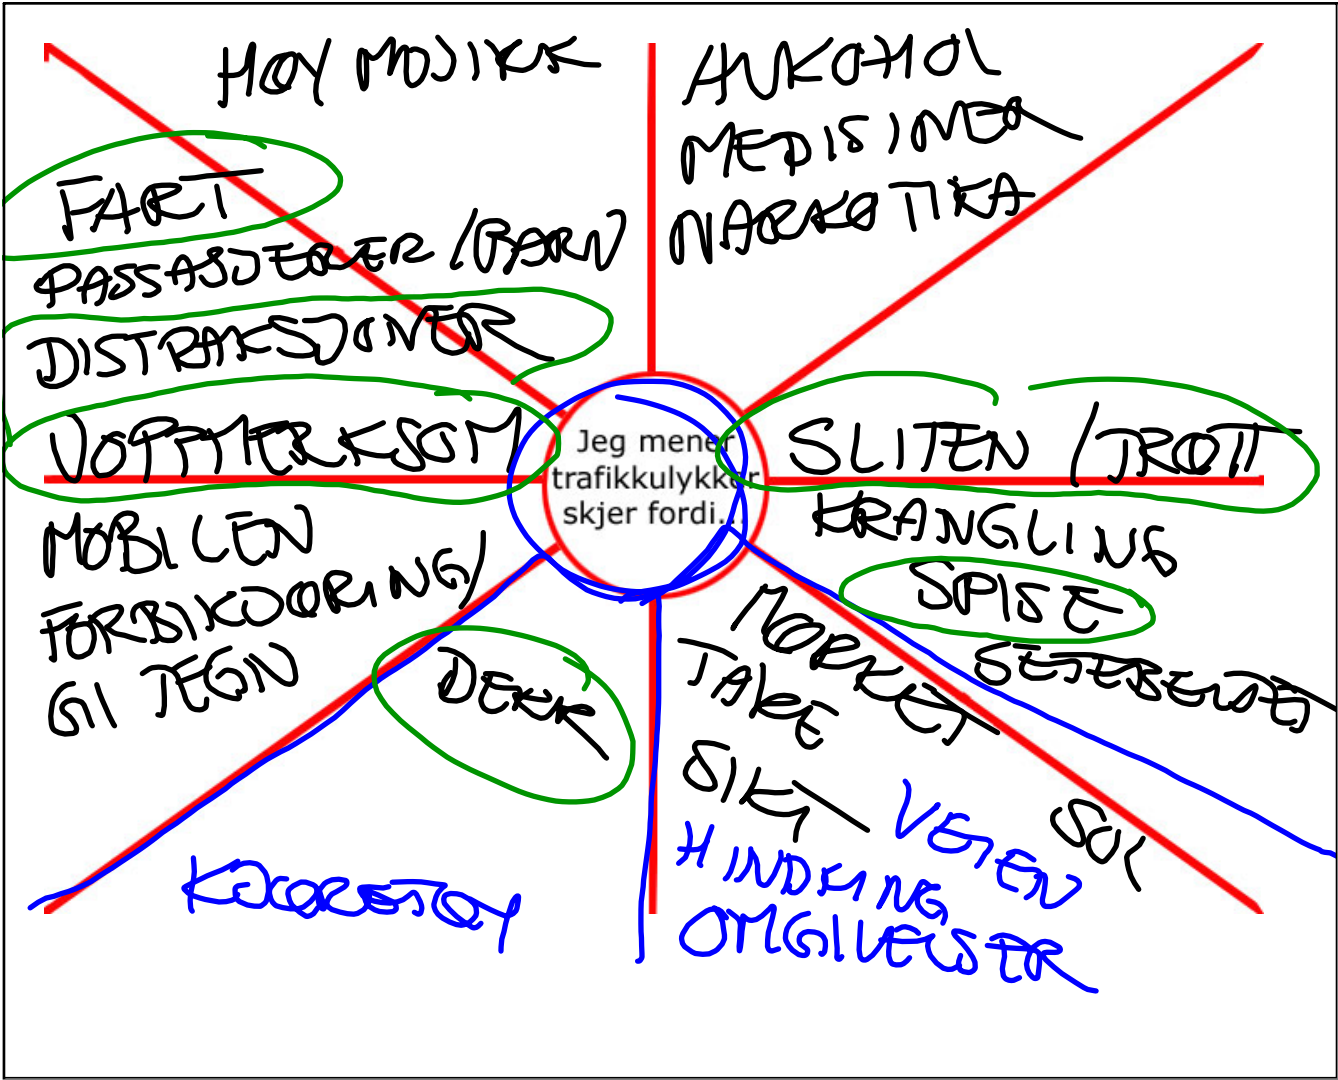 HØY MUSIKK
ALKOHOL
MEDISINER
NARKOTIKA
FART
PASSASJERER / BARN
DISTRAKSJONER
UOPPMERKSOM
Jeg mener
trafikkulykker
skjer fordi...
SLITEN / TRØTT
KRANGLING
SPISE
SETEBELTE
MOBILEN
FORBIKJØRING /
GI TEGN
DEKK
MØRKET
TÅKE
SIKT
SOL
VEIEN
HINDRING
OMGIVELSER
KJØRETØY